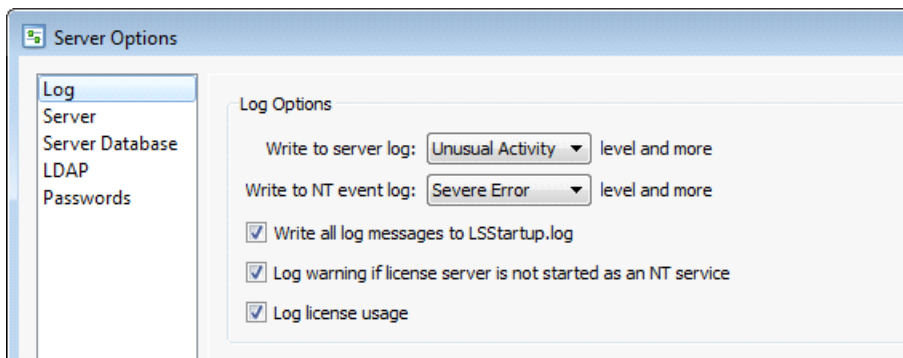 Server Options
Log
Server
Server Database
LDAP
Passwords
Log Options
Write to server log: Unusual Activity level and more
Write to NT event log: Severe Error level and more
Write all log messages to LSStartup.log
Log warning if license server is not started as an NT service
Log license usage